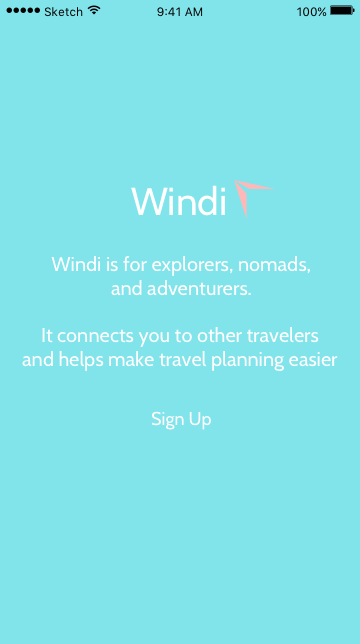 Sketch 9:41 AM 100%
Windi
Windi is for explorers, nomads,
and adventurers.
It connects you to other travelers
and helps make travel planning easier
Sign Up